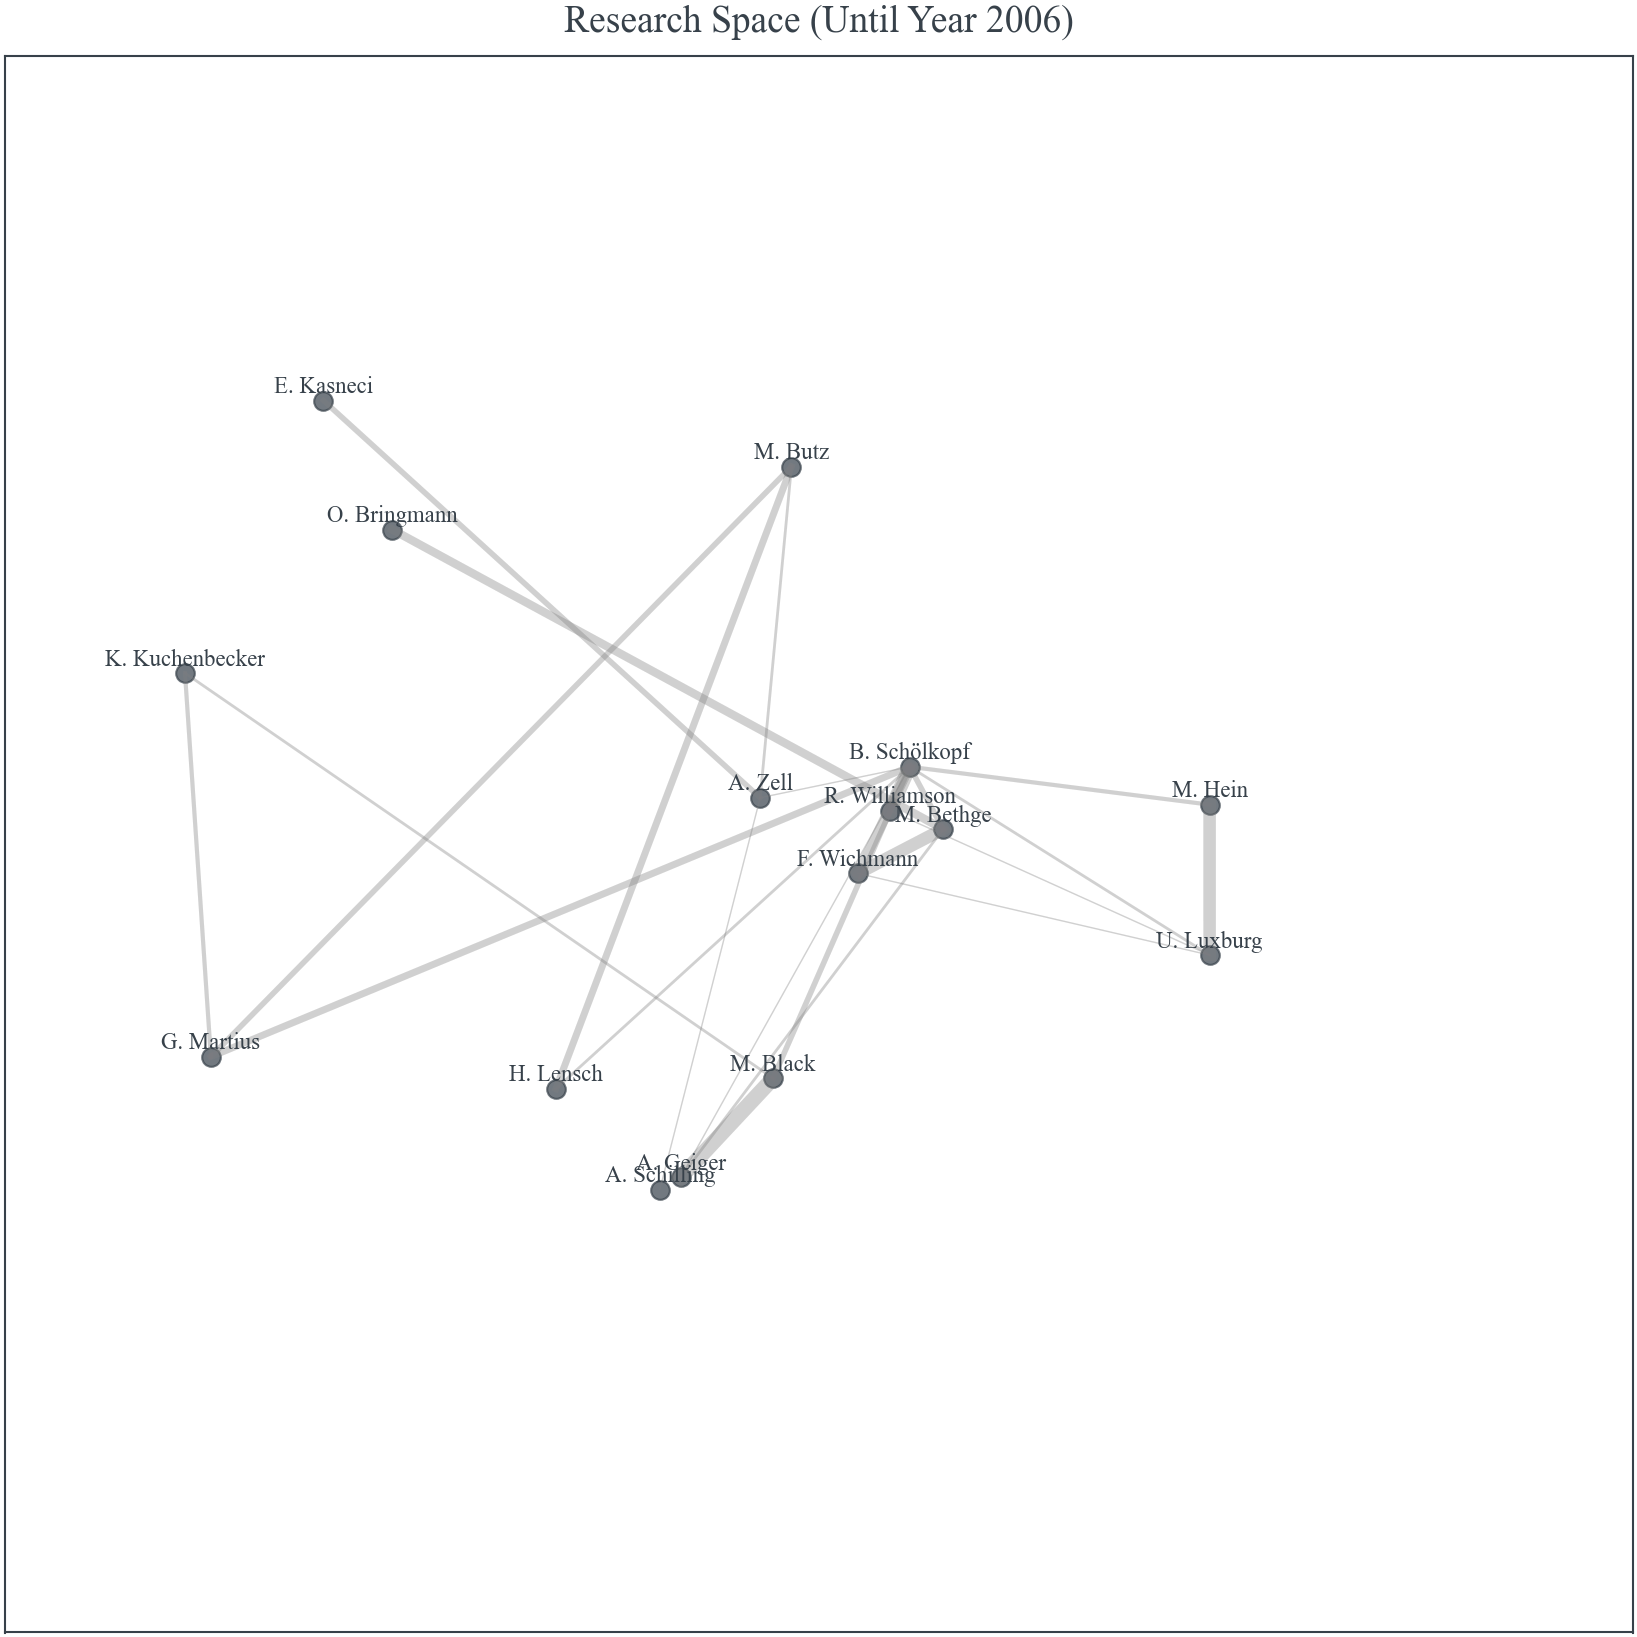 Research Space (Until Year 2006)
E. Kasneci
M. Butz
O. Bringmann
K. Kuchenbecker
B. Schölkopf
A. Zell
M. Hein
R. Williamson
M. Bethge
F. Wichmann
U. Luxburg
G. Martius
M. Black
H. Lensch
A. Geiger
A. Schilling